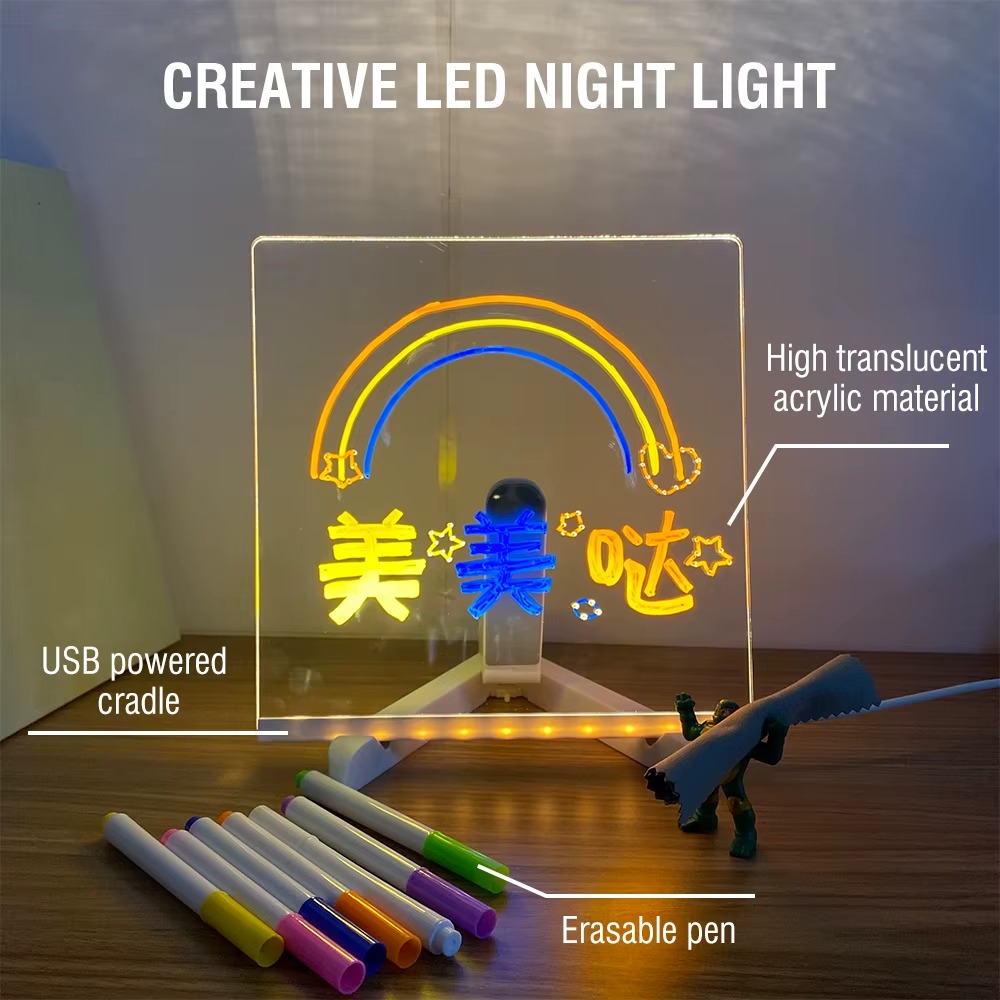 CREATIVE LED NIGHT LIGHT
High translucent
acrylic material
美美哒
USB powered
cradle
Erasable pen